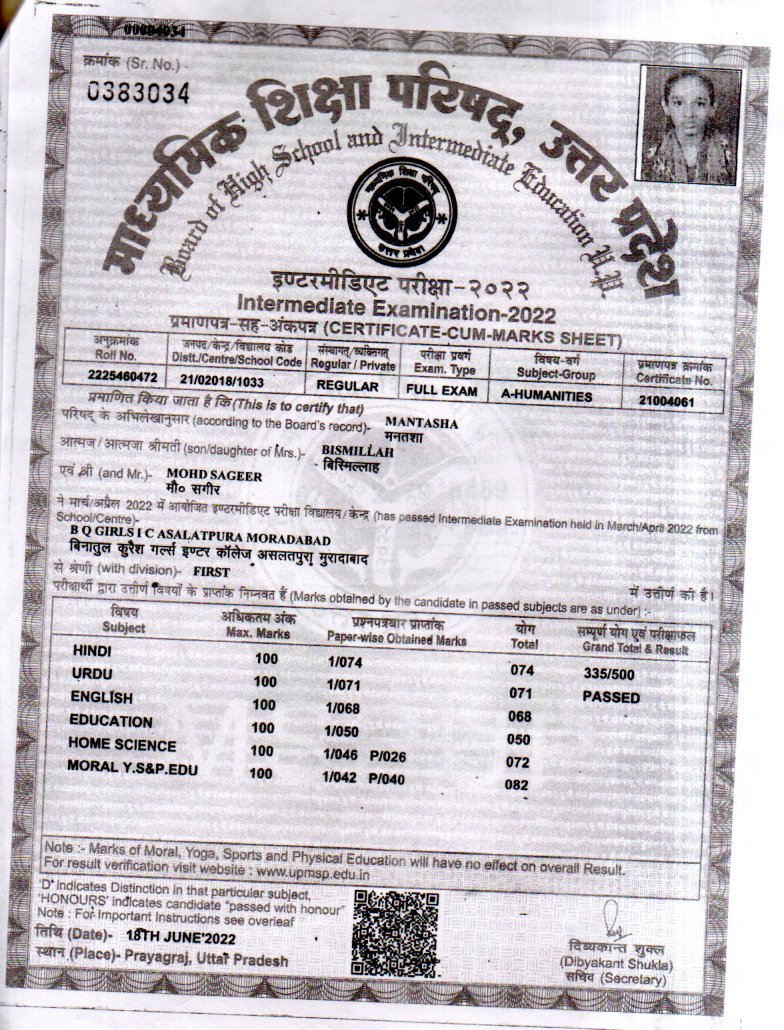 00884034
क्रमांक (Sr. No.) -
0383034
माध्यमिक शिक्षा परिषद्, उत्तर प्रदेश
Board of High School and Intermediate Education U.P.
माध्यमिक शिक्षा परिषद्
उत्तर प्रदेश
इण्टरमीडिएट परीक्षा-२०२२
Intermediate Examination-2022
प्रमाणपत्र-सह-अंकपत्र (CERTIFICATE-CUM-MARKS SHEET)
अनुक्रमांक जनपद/केन्द्र/विद्यालय कोड संस्थागत/व्यक्तिगत परीक्षा प्रवर्ग विषय-वर्ग प्रमाणपत्र क्रमांक
Roll No. Distt./Centre/School Code Regular / Private Exam. Type Subject-Group Certificate No.
2225460472 21/02018/1033 REGULAR FULL EXAM A-HUMANITIES 21004061
प्रमाणित किया जाता है कि (This is to certify that)
परिषद् के अभिलेखानुसार (according to the Board's record)- MANTASHA
मनतशा
आत्मज/आत्मजा श्रीमती (son/daughter of Mrs.)- BISMILLAH
बिस्मिल्लाह
एवं श्री (and Mr.)- MOHD SAGEER
मौ० सगीर
ने मार्च/अप्रैल 2022 में आयोजित इण्टरमीडिएट परीक्षा विद्यालय/केन्द्र (has passed Intermediate Examination held in March/April 2022 from
School/Centre)-
B Q GIRLS I C ASALATPURA MORADABAD
बिनातुल कुरैश गर्ल्स इण्टर कॉलेज असलतपुरा मुरादाबाद
से श्रेणी (with division)- FIRST में उत्तीर्ण की है।
परीक्षार्थी द्वारा उत्तीर्ण विषयों के प्राप्तांक निम्नवत हैं (Marks obtained by the candidate in passed subjects are as under) :-
विषय अधिकतम अंक प्रश्नपत्रवार प्राप्तांक योग सम्पूर्ण योग एवं परीक्षाफल
Subject Max. Marks Paper-wise Obtained Marks Total Grand Total & Result
HINDI 100 1/074 074 335/500
URDU 100 1/071 071 PASSED
ENGLISH 100 1/068 068
EDUCATION 100 1/050 050
HOME SCIENCE 100 1/046 P/026 072
MORAL Y.S&P.EDU 100 1/042 P/040 082
Note :- Marks of Moral, Yoga, Sports and Physical Education will have no effect on overall Result.
For result verification visit website : www.upmsp.edu.in
'D' indicates Distinction in that particular subject,
'HONOURS' indicates candidate "passed with honour"
Note : For Important Instructions see overleaf
तिथि (Date)- 18TH JUNE'2022
स्थान (Place)- Prayagraj, Uttar Pradesh
दिब्यकान्त शुक्ल
(Dibyakant Shukla)
सचिव (Secretary)